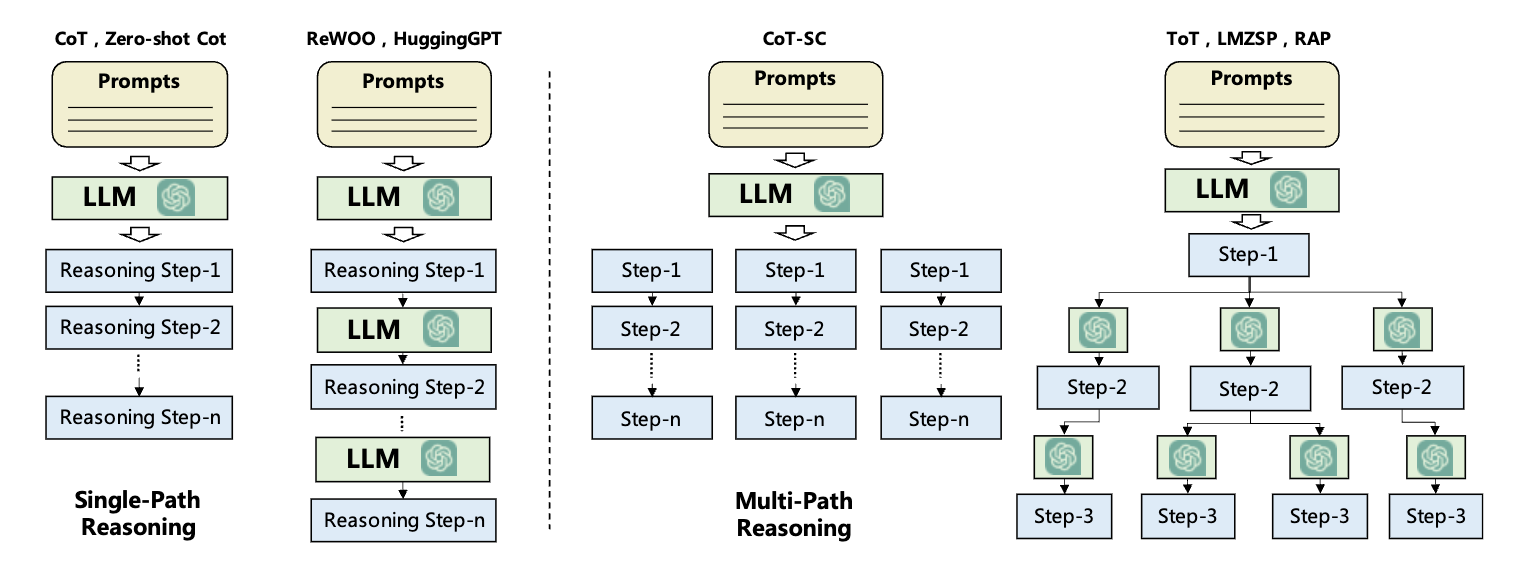 CoT , Zero-shot Cot
Prompts
LLM
Reasoning Step-1
Reasoning Step-2
Reasoning Step-n
ReWOO , HuggingGPT
Prompts
LLM
Reasoning Step-1
LLM
Reasoning Step-2
LLM
Reasoning Step-n
Single-Path
Reasoning
CoT-SC
Prompts
LLM
Step-1 Step-1 Step-1
Step-2 Step-2 Step-2
Step-n Step-n Step-n
Multi-Path
Reasoning
ToT , LMZSP , RAP
Prompts
LLM
Step-1
Step-2 Step-2 Step-2
Step-3 Step-3 Step-3 Step-3